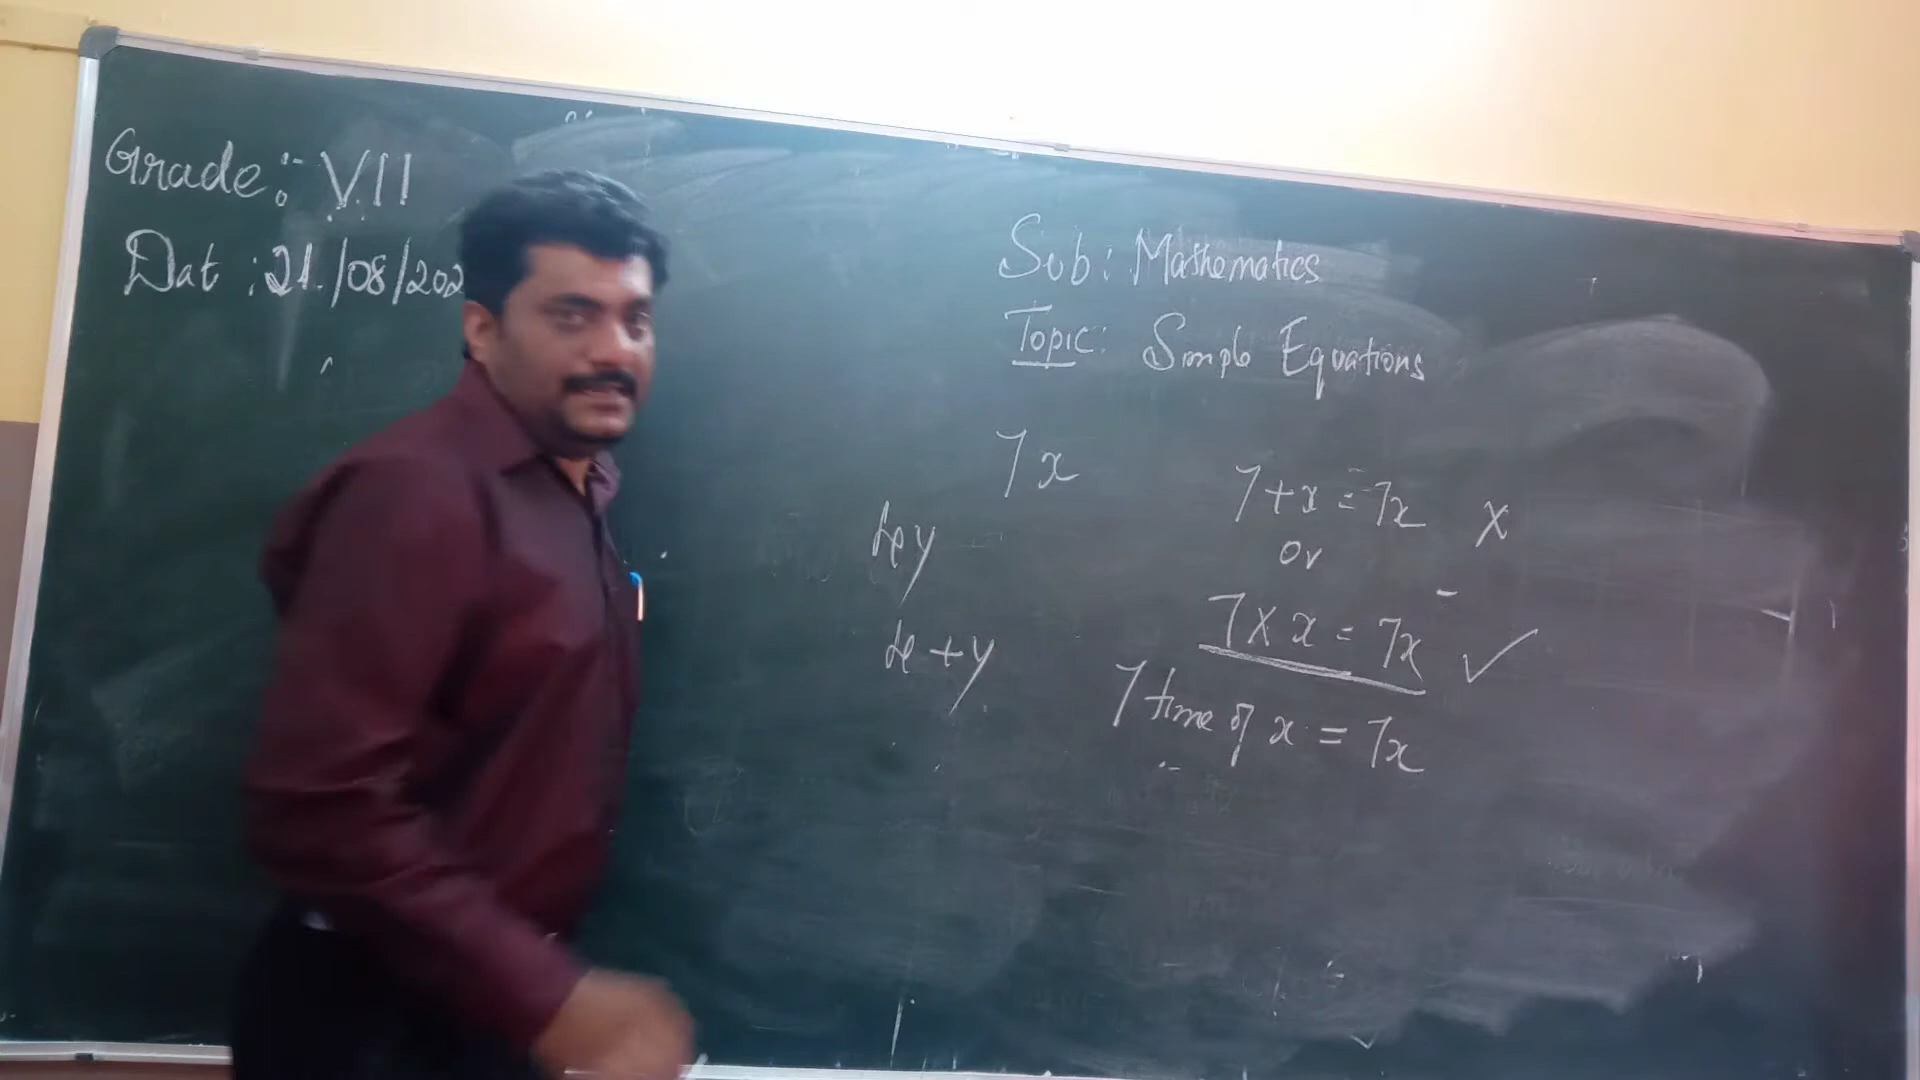 Grade :- VII
Dat : 21/08/202
Sub: Mathematics
Topic: Simple Equations
7x
7+x = 7x X
or
7 X x = 7x ✓
7 time of x = 7x